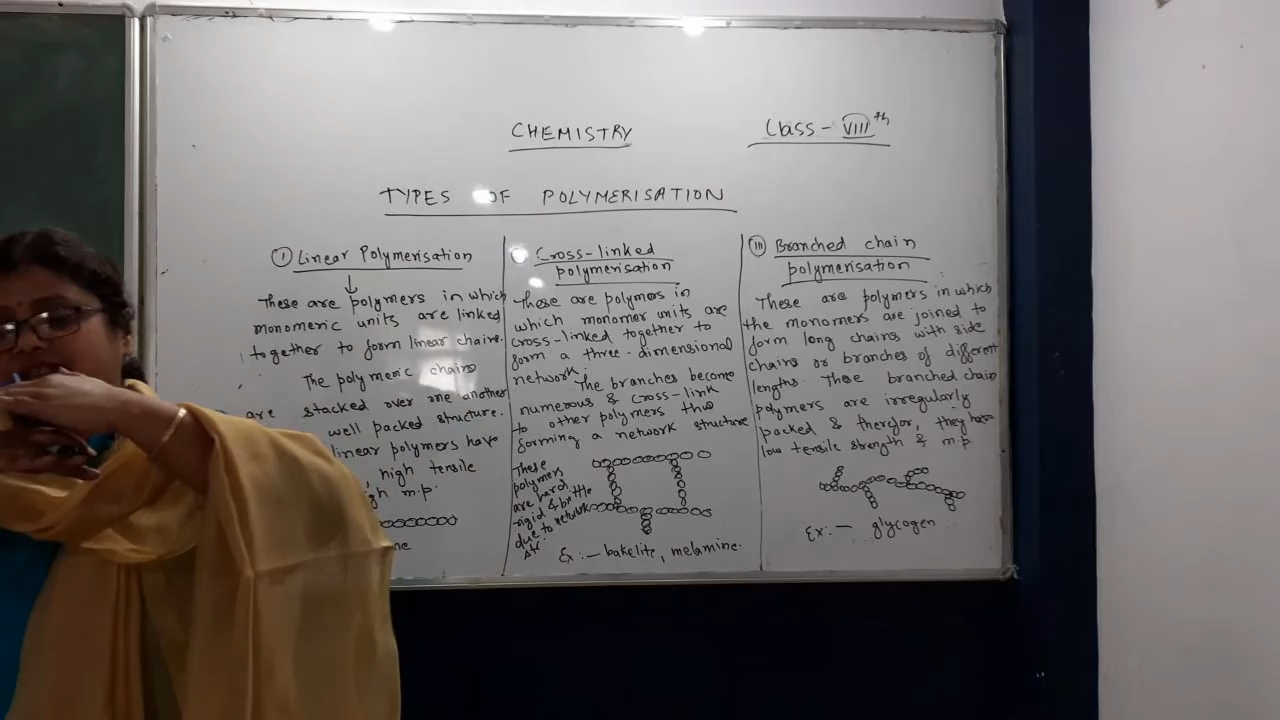 CHEMISTRY
Class - VIIIth
TYPES OF POLYMERISATION
(I) Linear Polymerisation
These are polymers in which
monomeric units are linked
together to form linear chains.
The polymeric chains
are stacked over one another
well packed structure.
linear polymers have
, high tensile
gh m.p.
ne
Cross-linked
polymerisation
These are polymers in
which monomer units are
cross-linked together to
form a three-dimensional
network.
The branches become
numerous & cross-link
to other polymers thus
forming a network structure
These
polymers
are hard,
rigid & brittle
due to network
str.
Ex :- bakelite, melamine.
(III) Branched chain
polymerisation
These are polymers in which
the monomers are joined to
form long chains with side
chains or branches of different
lengths. These branched chain
polymers are irregularly
packed & therefor, they have
low tensile strength & m.p.
Ex :- glycogen